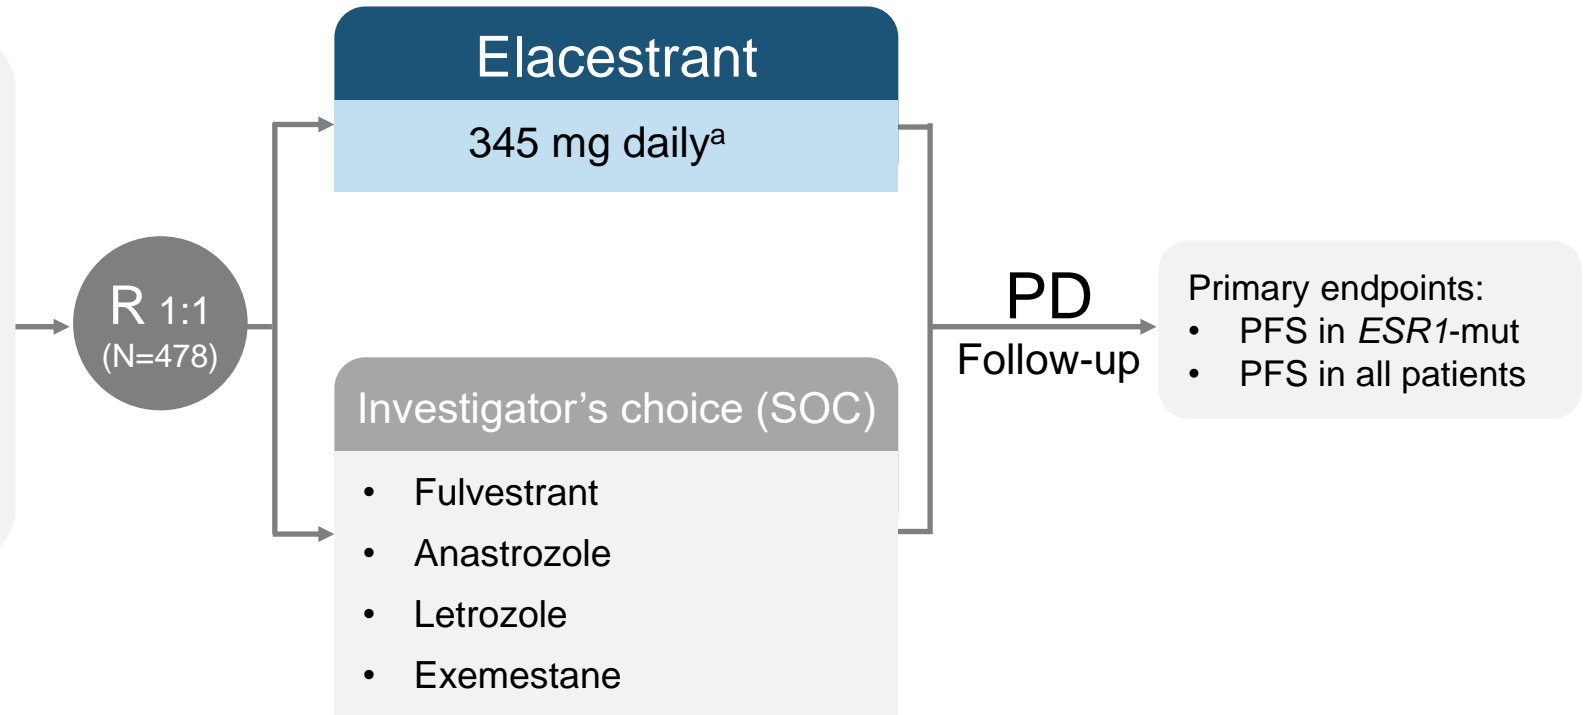 Elacestrant
345 mg dailyᵃ
R 1:1
(N=478)
Investigator’s choice (SOC)
• Fulvestrant
• Anastrozole
• Letrozole
• Exemestane
PD
Follow-up
Primary endpoints:
• PFS in ESR1-mut
• PFS in all patients